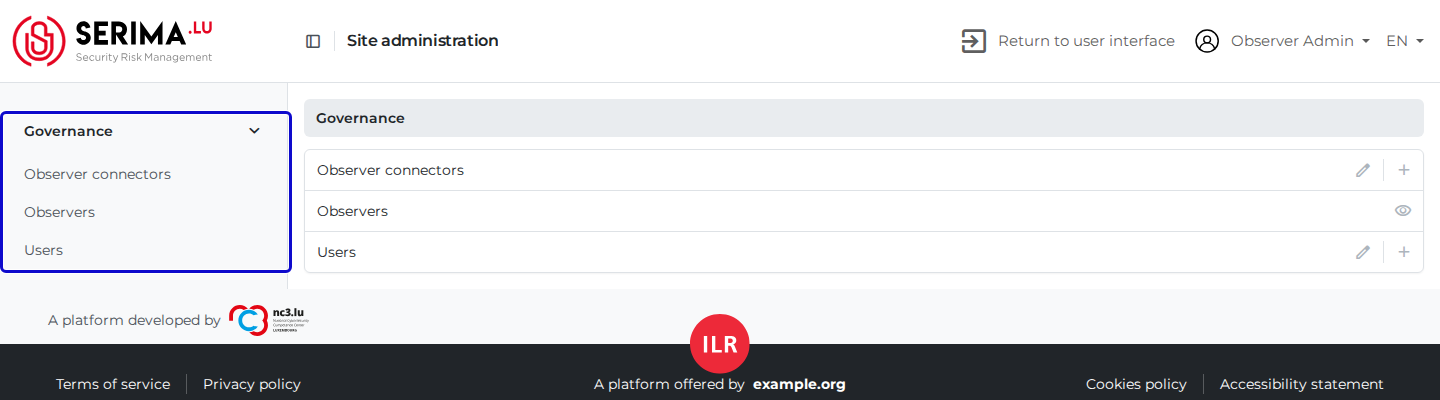 SERIMA.LU
Security Risk Management
Site administration
Return to user interface
Observer Admin
EN
Governance
Observer connectors
Observers
Users
Governance
Observer connectors
Observers
Users
A platform developed by
nc3.lu
LUXEMBOURG
ILR
Terms of service
Privacy policy
A platform offered by example.org
Cookies policy
Accessibility statement